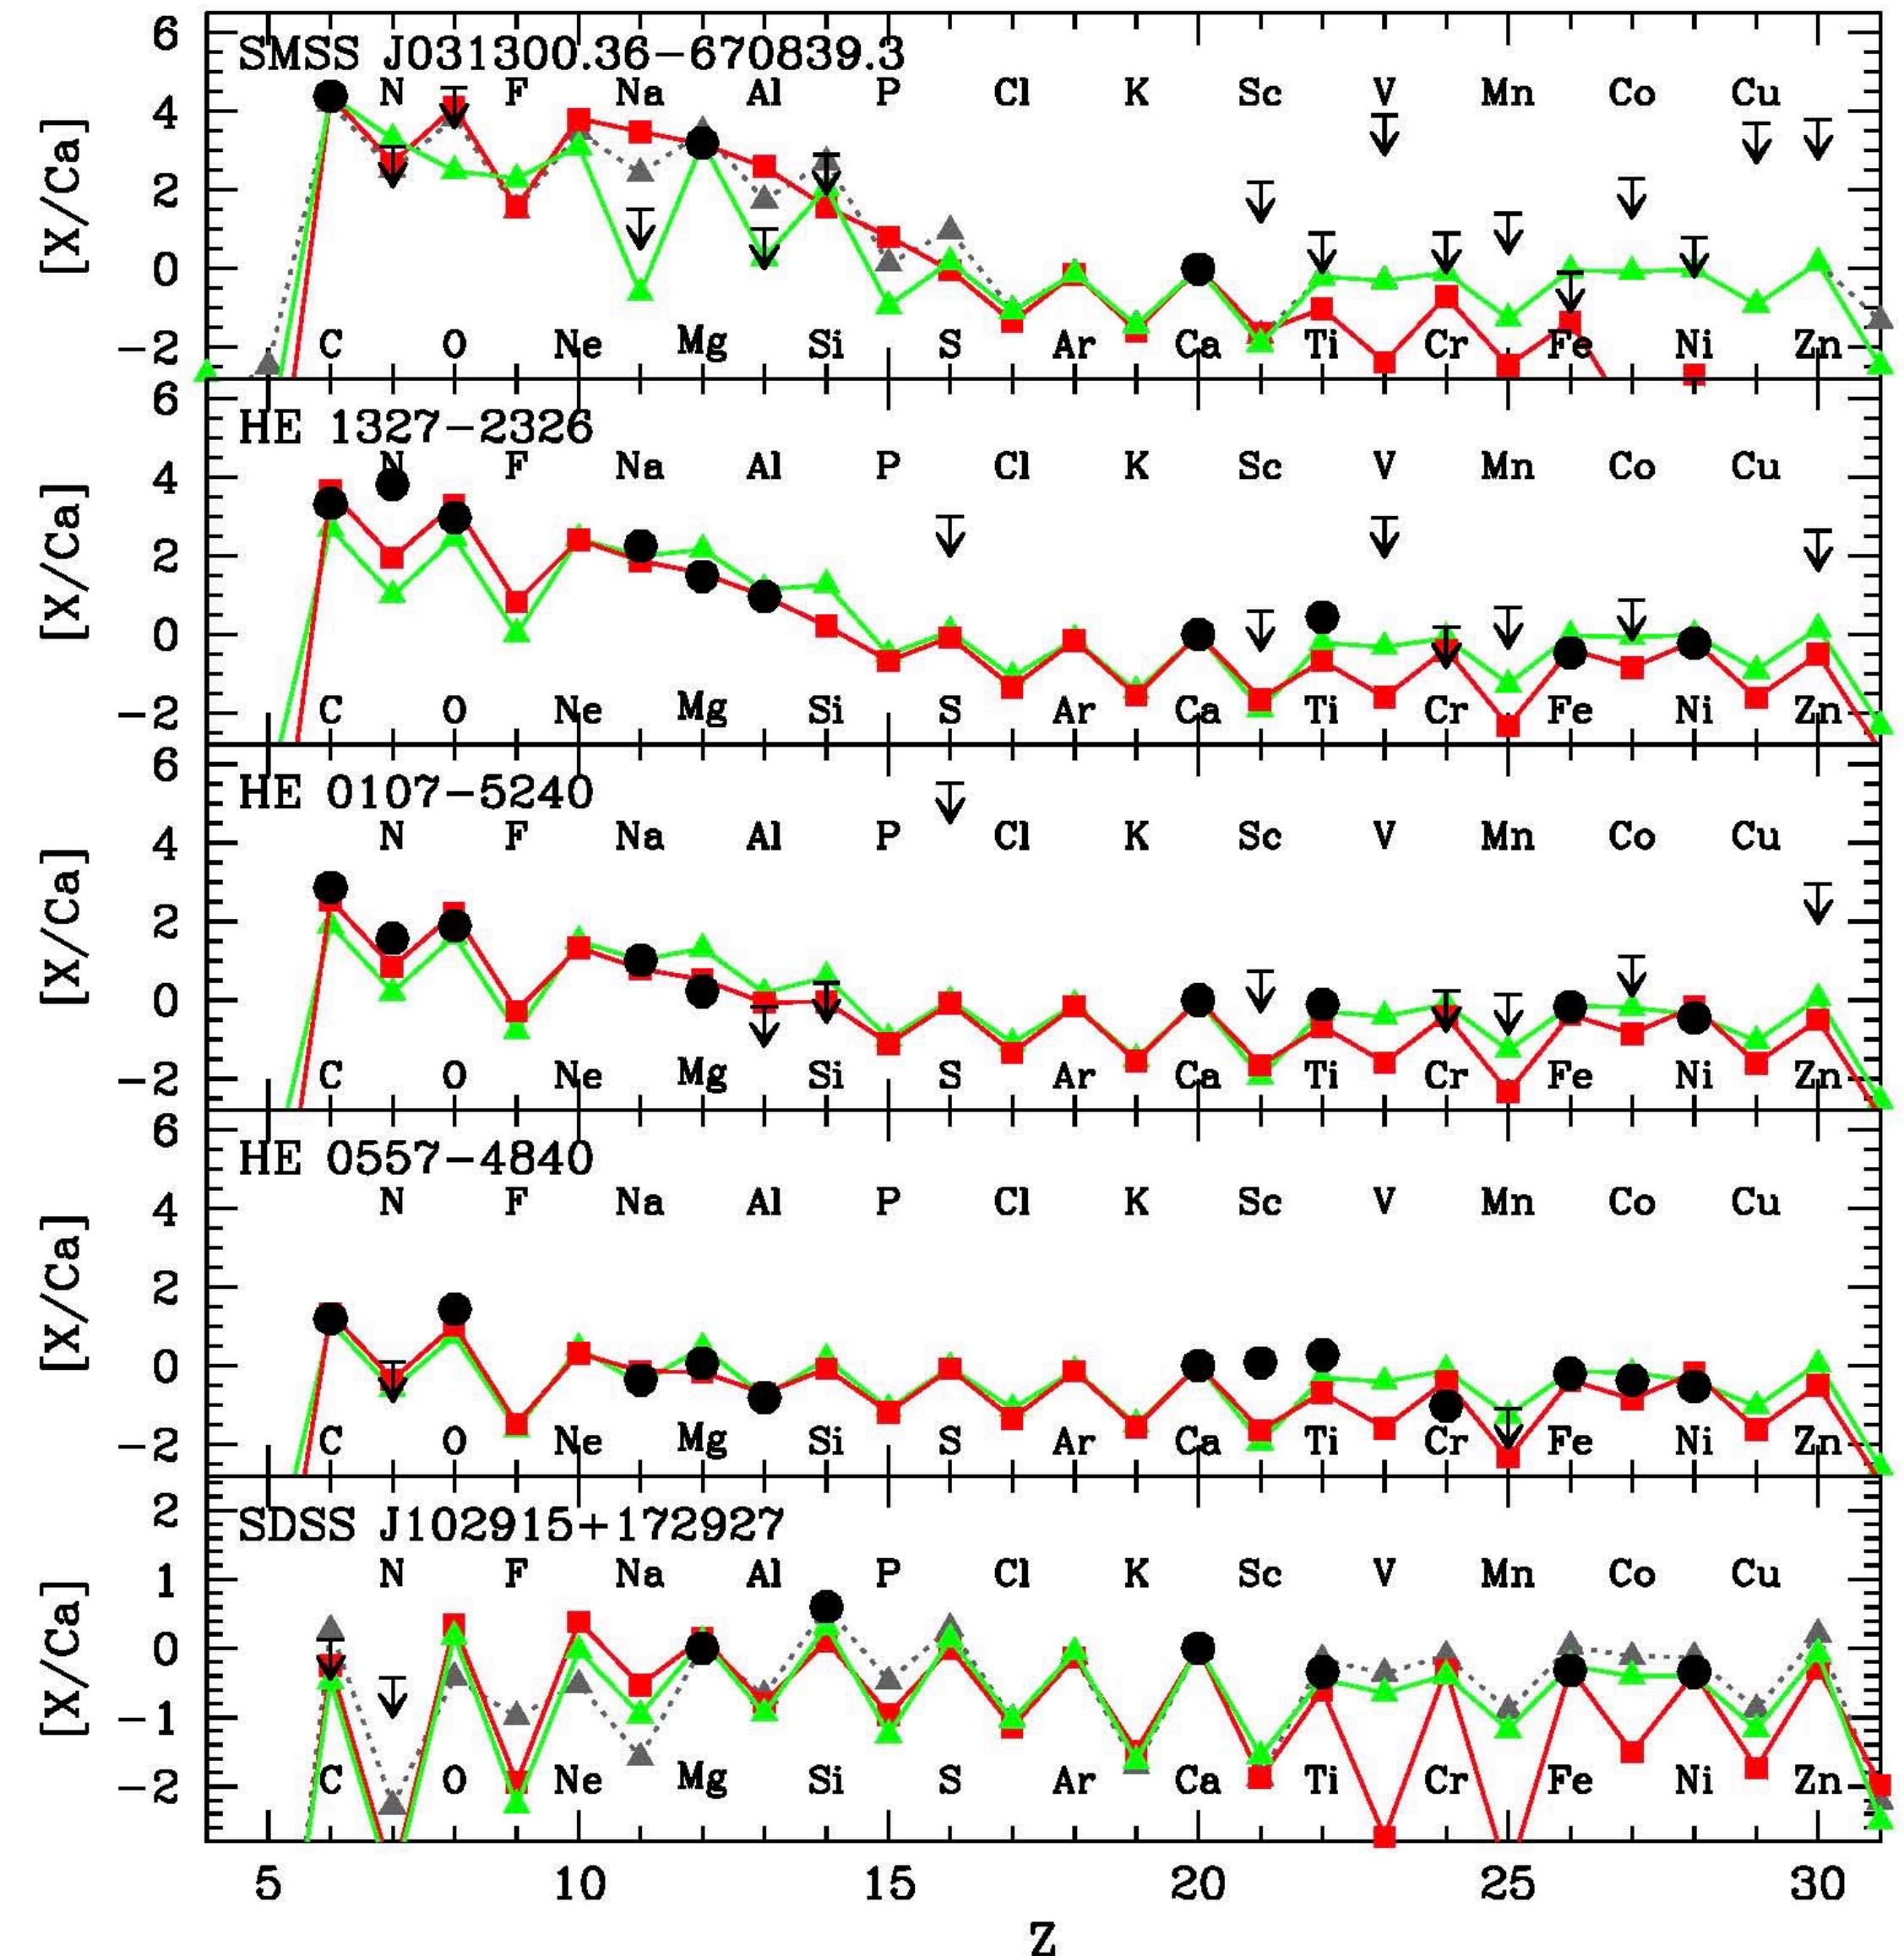 6
SMSS J031300.36−670839.3
N F Na Al P Cl K Sc V Mn Co Cu
4
2
[X/Ca]
0
C O Ne Mg Si S Ar Ca Ti Cr Fe Ni Zn
−2
6
HE 1327−2326
N F Na Al P Cl K Sc V Mn Co Cu
4
2
[X/Ca]
0
C O Ne Mg Si S Ar Ca Ti Cr Fe Ni Zn
−2
6
HE 0107−5240
N F Na Al P Cl K Sc V Mn Co Cu
4
2
[X/Ca]
0
C O Ne Mg Si S Ar Ca Ti Cr Fe Ni Zn
−2
6
HE 0557−4840
N F Na Al P Cl K Sc V Mn Co Cu
4
2
[X/Ca]
0
C O Ne Mg Si S Ar Ca Ti Cr Fe Ni Zn
−2
2
SDSS J102915+172927
N F Na Al P Cl K Sc V Mn Co Cu
1
0
[X/Ca]
−1
C O Ne Mg Si S Ar Ca Ti Cr Fe Ni Zn
−2
5 10 15 20 25 30
Z